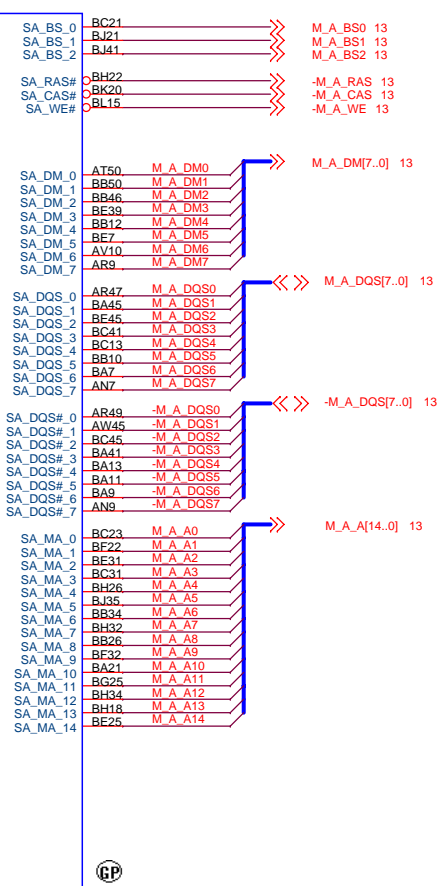 SA_BS_0 BC21 M_A_BS0 13
SA_BS_1 BJ21 M_A_BS1 13
SA_BS_2 BJ41 M_A_BS2 13
SA_RAS# BH22 -M_A_RAS 13
SA_CAS# BK20 -M_A_CAS 13
SA_WE# BL15 -M_A_WE 13
M_A_DM[7..0] 13
SA_DM_0 AT50 M_A_DM0
SA_DM_1 BB50 M_A_DM1
SA_DM_2 BB46 M_A_DM2
SA_DM_3 BE39 M_A_DM3
SA_DM_4 BB12 M_A_DM4
SA_DM_5 BE7 M_A_DM5
SA_DM_6 AV10 M_A_DM6
SA_DM_7 AR9 M_A_DM7
M_A_DQS[7..0] 13
SA_DQS_0 AR47 M_A_DQS0
SA_DQS_1 BA45 M_A_DQS1
SA_DQS_2 BE45 M_A_DQS2
SA_DQS_3 BC41 M_A_DQS3
SA_DQS_4 BC13 M_A_DQS4
SA_DQS_5 BB10 M_A_DQS5
SA_DQS_6 BA7 M_A_DQS6
SA_DQS_7 AN7 M_A_DQS7
-M_A_DQS[7..0] 13
SA_DQS#_0 AR49 -M_A_DQS0
SA_DQS#_1 AW45 -M_A_DQS1
SA_DQS#_2 BC45 -M_A_DQS2
SA_DQS#_3 BA41 -M_A_DQS3
SA_DQS#_4 BA13 -M_A_DQS4
SA_DQS#_5 BA11 -M_A_DQS5
SA_DQS#_6 BA9 -M_A_DQS6
SA_DQS#_7 AN9 -M_A_DQS7
M_A_A[14..0] 13
SA_MA_0 BC23 M_A_A0
SA_MA_1 BF22 M_A_A1
SA_MA_2 BE31 M_A_A2
SA_MA_3 BC31 M_A_A3
SA_MA_4 BH26 M_A_A4
SA_MA_5 BJ35 M_A_A5
SA_MA_6 BB34 M_A_A6
SA_MA_7 BH32 M_A_A7
SA_MA_8 BB26 M_A_A8
SA_MA_9 BF32 M_A_A9
SA_MA_10 BA21 M_A_A10
SA_MA_11 BG25 M_A_A11
SA_MA_12 BH34 M_A_A12
SA_MA_13 BH18 M_A_A13
SA_MA_14 BE25 M_A_A14
GP